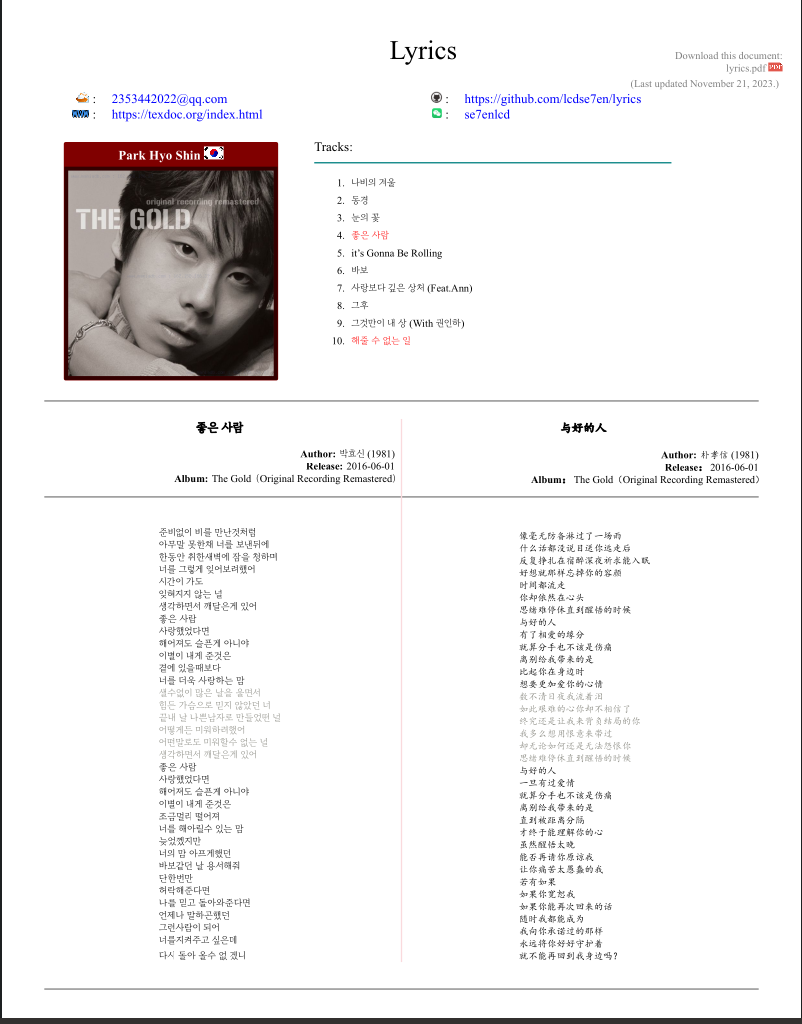 Lyrics
Download this document:
lyrics.pdf PDF
(Last updated November 21, 2023.)
: 2353442022@qq.com
: https://github.com/lcdse7en/lyrics
: https://texdoc.org/index.html
: se7enlcd
Park Hyo Shin
original recording remastered
THE GOLD
Tracks:
1. 나비의 겨울
2. 동경
3. 눈의 꽃
4. 좋은 사람
5. it’s Gonna Be Rolling
6. 바보
7. 사랑보다 깊은 상처 (Feat.Ann)
8. 그후
9. 그것만이 내 상 (With 권인하)
10. 해줄 수 없는 일
좋은 사람
Author: 박효신 (1981)
Release: 2016-06-01
Album: The Gold（Original Recording Remastered）
준비없이 비를 만난것처럼
아무말 못한채 너를 보낸뒤에
한동안 취한새벽에 잠을 청하며
너를 그렇게 잊어보려했어
시간이 가도
잊혀지지 않는 널
생각하면서 깨달은게 있어
좋은 사람
사랑했었다면
헤어져도 슬픈게 아니야
이별이 내게 준것은
곁에 있을때보다
너를 더욱 사랑하는 맘
셀수없이 많은 날을 울면서
힘든 가슴으로 믿지 않았던 너
끝내 날 나쁜남자로 만들었던 널
어떻게든 미워하려했어
어떤말로도 미워할수 없는 널
생각하면서 깨달은게 있어
좋은 사람
사랑했었다면
헤어져도 슬픈게 아니야
이별이 내게 준것은
조금멀리 떨어져
너를 헤아릴수 있는 맘
늦었겠지만
너의 맘 아프게했던
바보같던 날 용서해줘
단한번만
허락해준다면
나를 믿고 돌아와준다면
언제나 말하곤했던
그런사람이 되어
너를지켜주고 싶은데
다시 돌아 올수 없 겠니
与好的人
Author: 朴孝信 (1981)
Release： 2016-06-01
Album： The Gold（Original Recording Remastered）
像毫无防备淋过了一场雨
什么话都没说目送你远走后
反复挣扎在宿醉深夜祈求能入眠
好想就那样忘掉你的容颜
时间都流走
你却依然在心头
思绪难停休直到醒悟的时候
与好的人
有了相爱的缘分
就算分手也不该是伤痛
离别给我带来的是
比起你在身边时
想要更加爱你的心情
数不清日夜我流着泪
如此艰难的心你却不相信了
终究还是让我来背负结局的你
我多么想用恨意来带过
却无论如何还是无法怨恨你
思绪难停休直到醒悟的时候
与好的人
一旦有过爱情
就算分手也不该是伤痛
离别给我带来的是
直到被距离分隔
才终于能理解你的心
虽然醒悟太晚
能否再请你原谅我
让你痛苦太愚蠢的我
若有如果
如果你宽恕我
如果你能再次回来的话
随时我都能成为
我向你承诺过的那样
永远将你好好守护着
就不能再回到我身边吗?